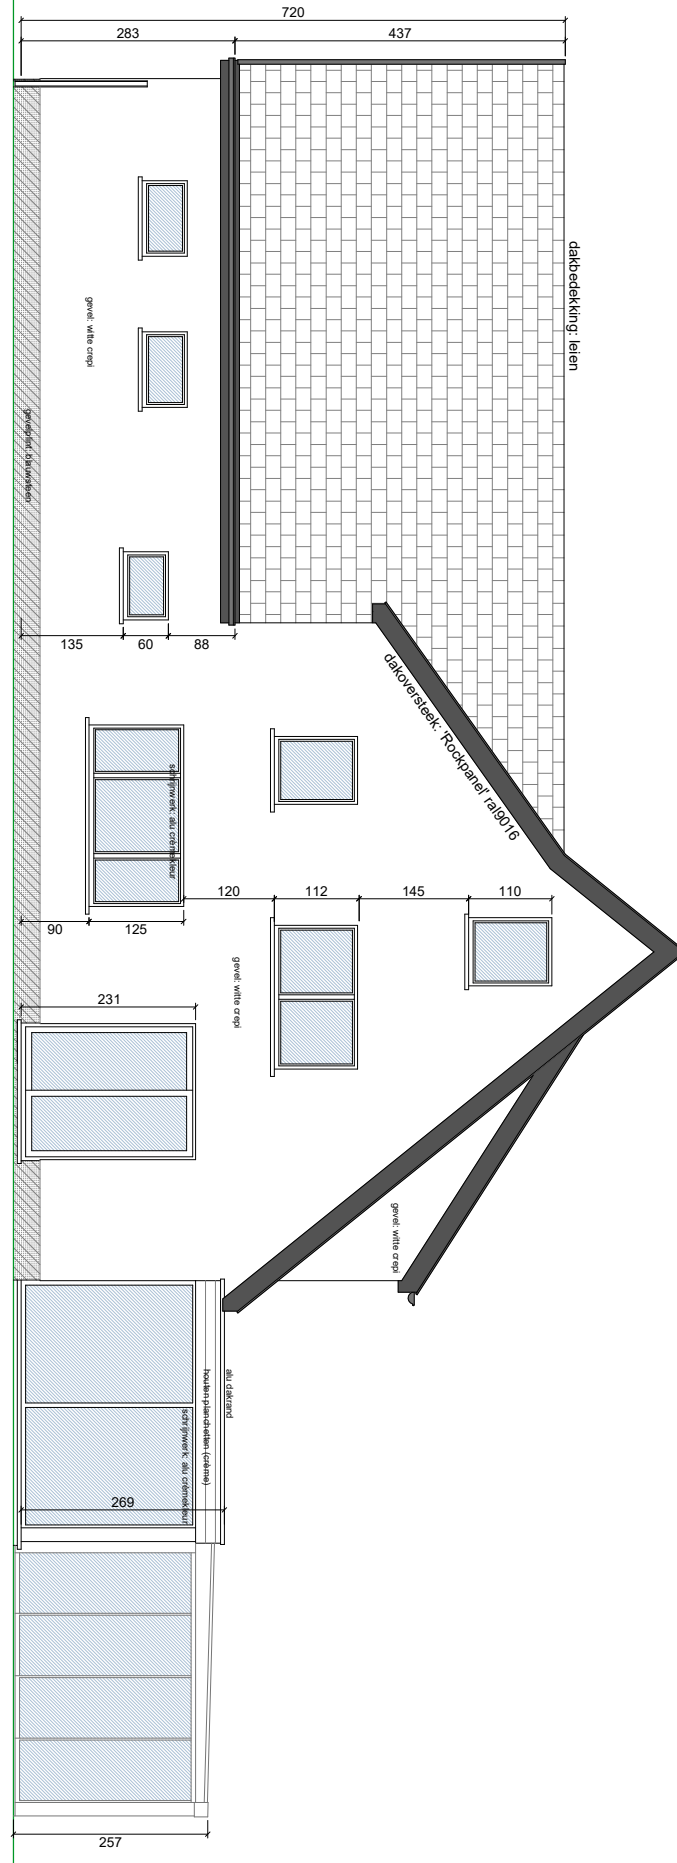 720
283
437
dakbedekking: leien
gevel: witte crepi
gevelplint: blauwsteen
135
60
88
dakoversteek: 'Rockpanel' ral9016
schrijnwerk: alu crèmekleur
120
112
145
110
90
125
gevel: witte crepi
231
gevel: witte crepi
alu dakrand
houten planchetten (crème)
schrijnwerk: alu crèmekleur
269
257